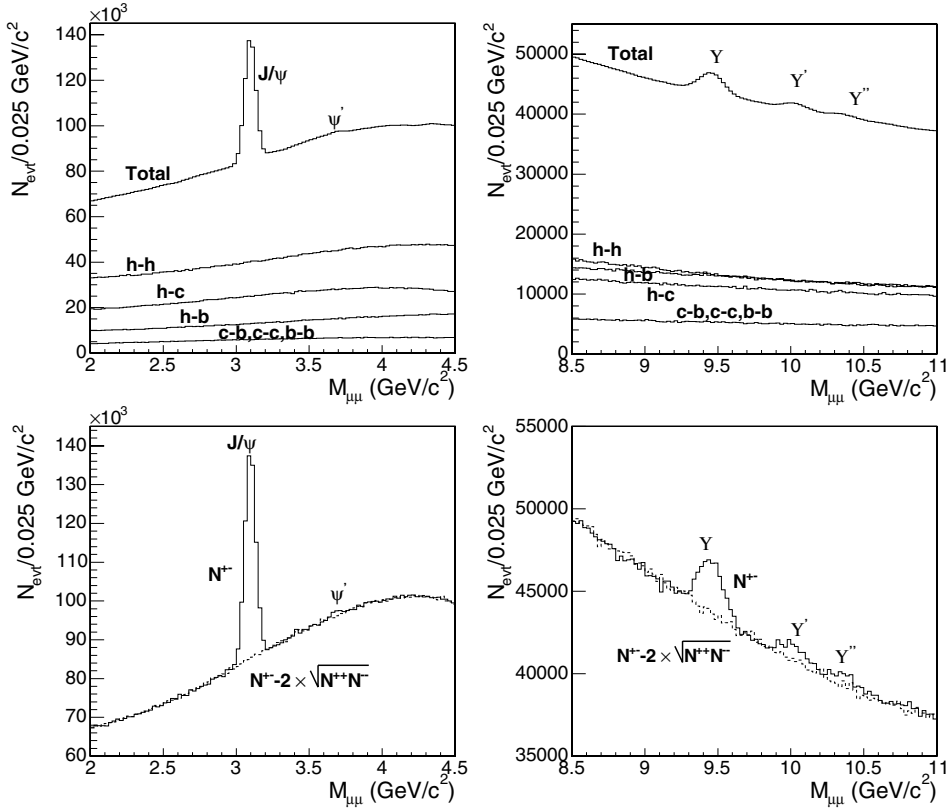 ×10³
N_evt/0.025 GeV/c²
140
120
100
80
60
40
20
0
Total
J/ψ
ψ'
h-h
h-c
h-b
c-b,c-c,b-b
2 2.5 3 3.5 4 4.5
M_μμ (GeV/c²)
N_evt/0.025 GeV/c²
50000
40000
30000
20000
10000
0
Total
Υ
Υ'
Υ''
h-h
h-b
h-c
c-b,c-c,b-b
8.5 9 9.5 10 10.5 11
M_μμ (GeV/c²)
×10³
N_evt/0.025 GeV/c²
140
130
120
110
100
90
80
70
60
J/ψ
N⁺⁻
ψ'
N⁺⁻-2 × √N⁺⁺N⁻⁻
2 2.5 3 3.5 4 4.5
M_μμ (GeV/c²)
N_evt/0.025 GeV/c²
55000
50000
45000
40000
35000
Υ
N⁺⁻
Υ'
Υ''
N⁺⁻-2 × √N⁺⁺N⁻⁻
8.5 9 9.5 10 10.5 11
M_μμ (GeV/c²)